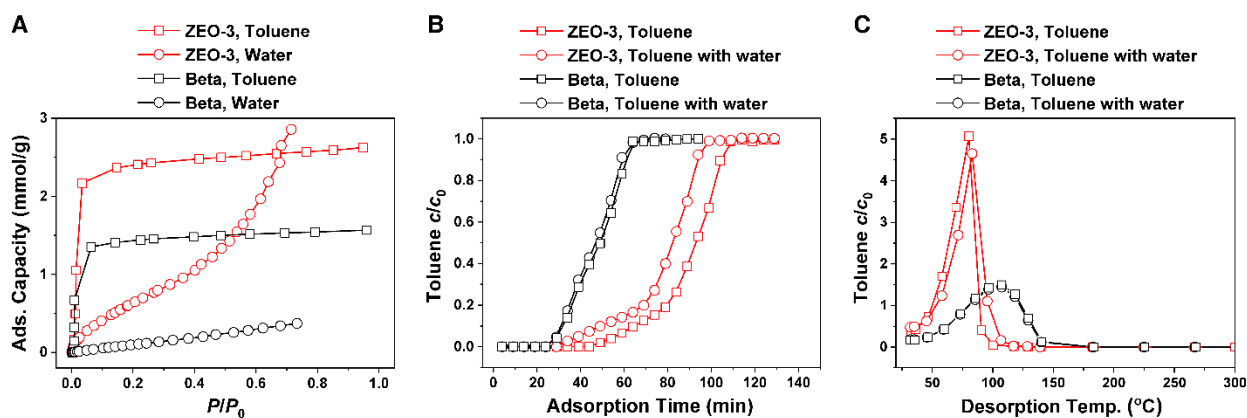 A
ZEO-3, Toluene
ZEO-3, Water
Beta, Toluene
Beta, Water
Ads. Capacity (mmol/g)
3
2
1
0
0.0 0.2 0.4 0.6 0.8 1.0
P/P0
B
ZEO-3, Toluene
ZEO-3, Toluene with water
Beta, Toluene
Beta, Toluene with water
Toluene c/c0
1.0
0.8
0.6
0.4
0.2
0.0
0 20 40 60 80 100 120 140
Adsorption Time (min)
C
ZEO-3, Toluene
ZEO-3, Toluene with water
Beta, Toluene
Beta, Toluene with water
Toluene c/c0
5
4
3
2
1
0
50 100 150 200 250 300
Desorption Temp. (°C)